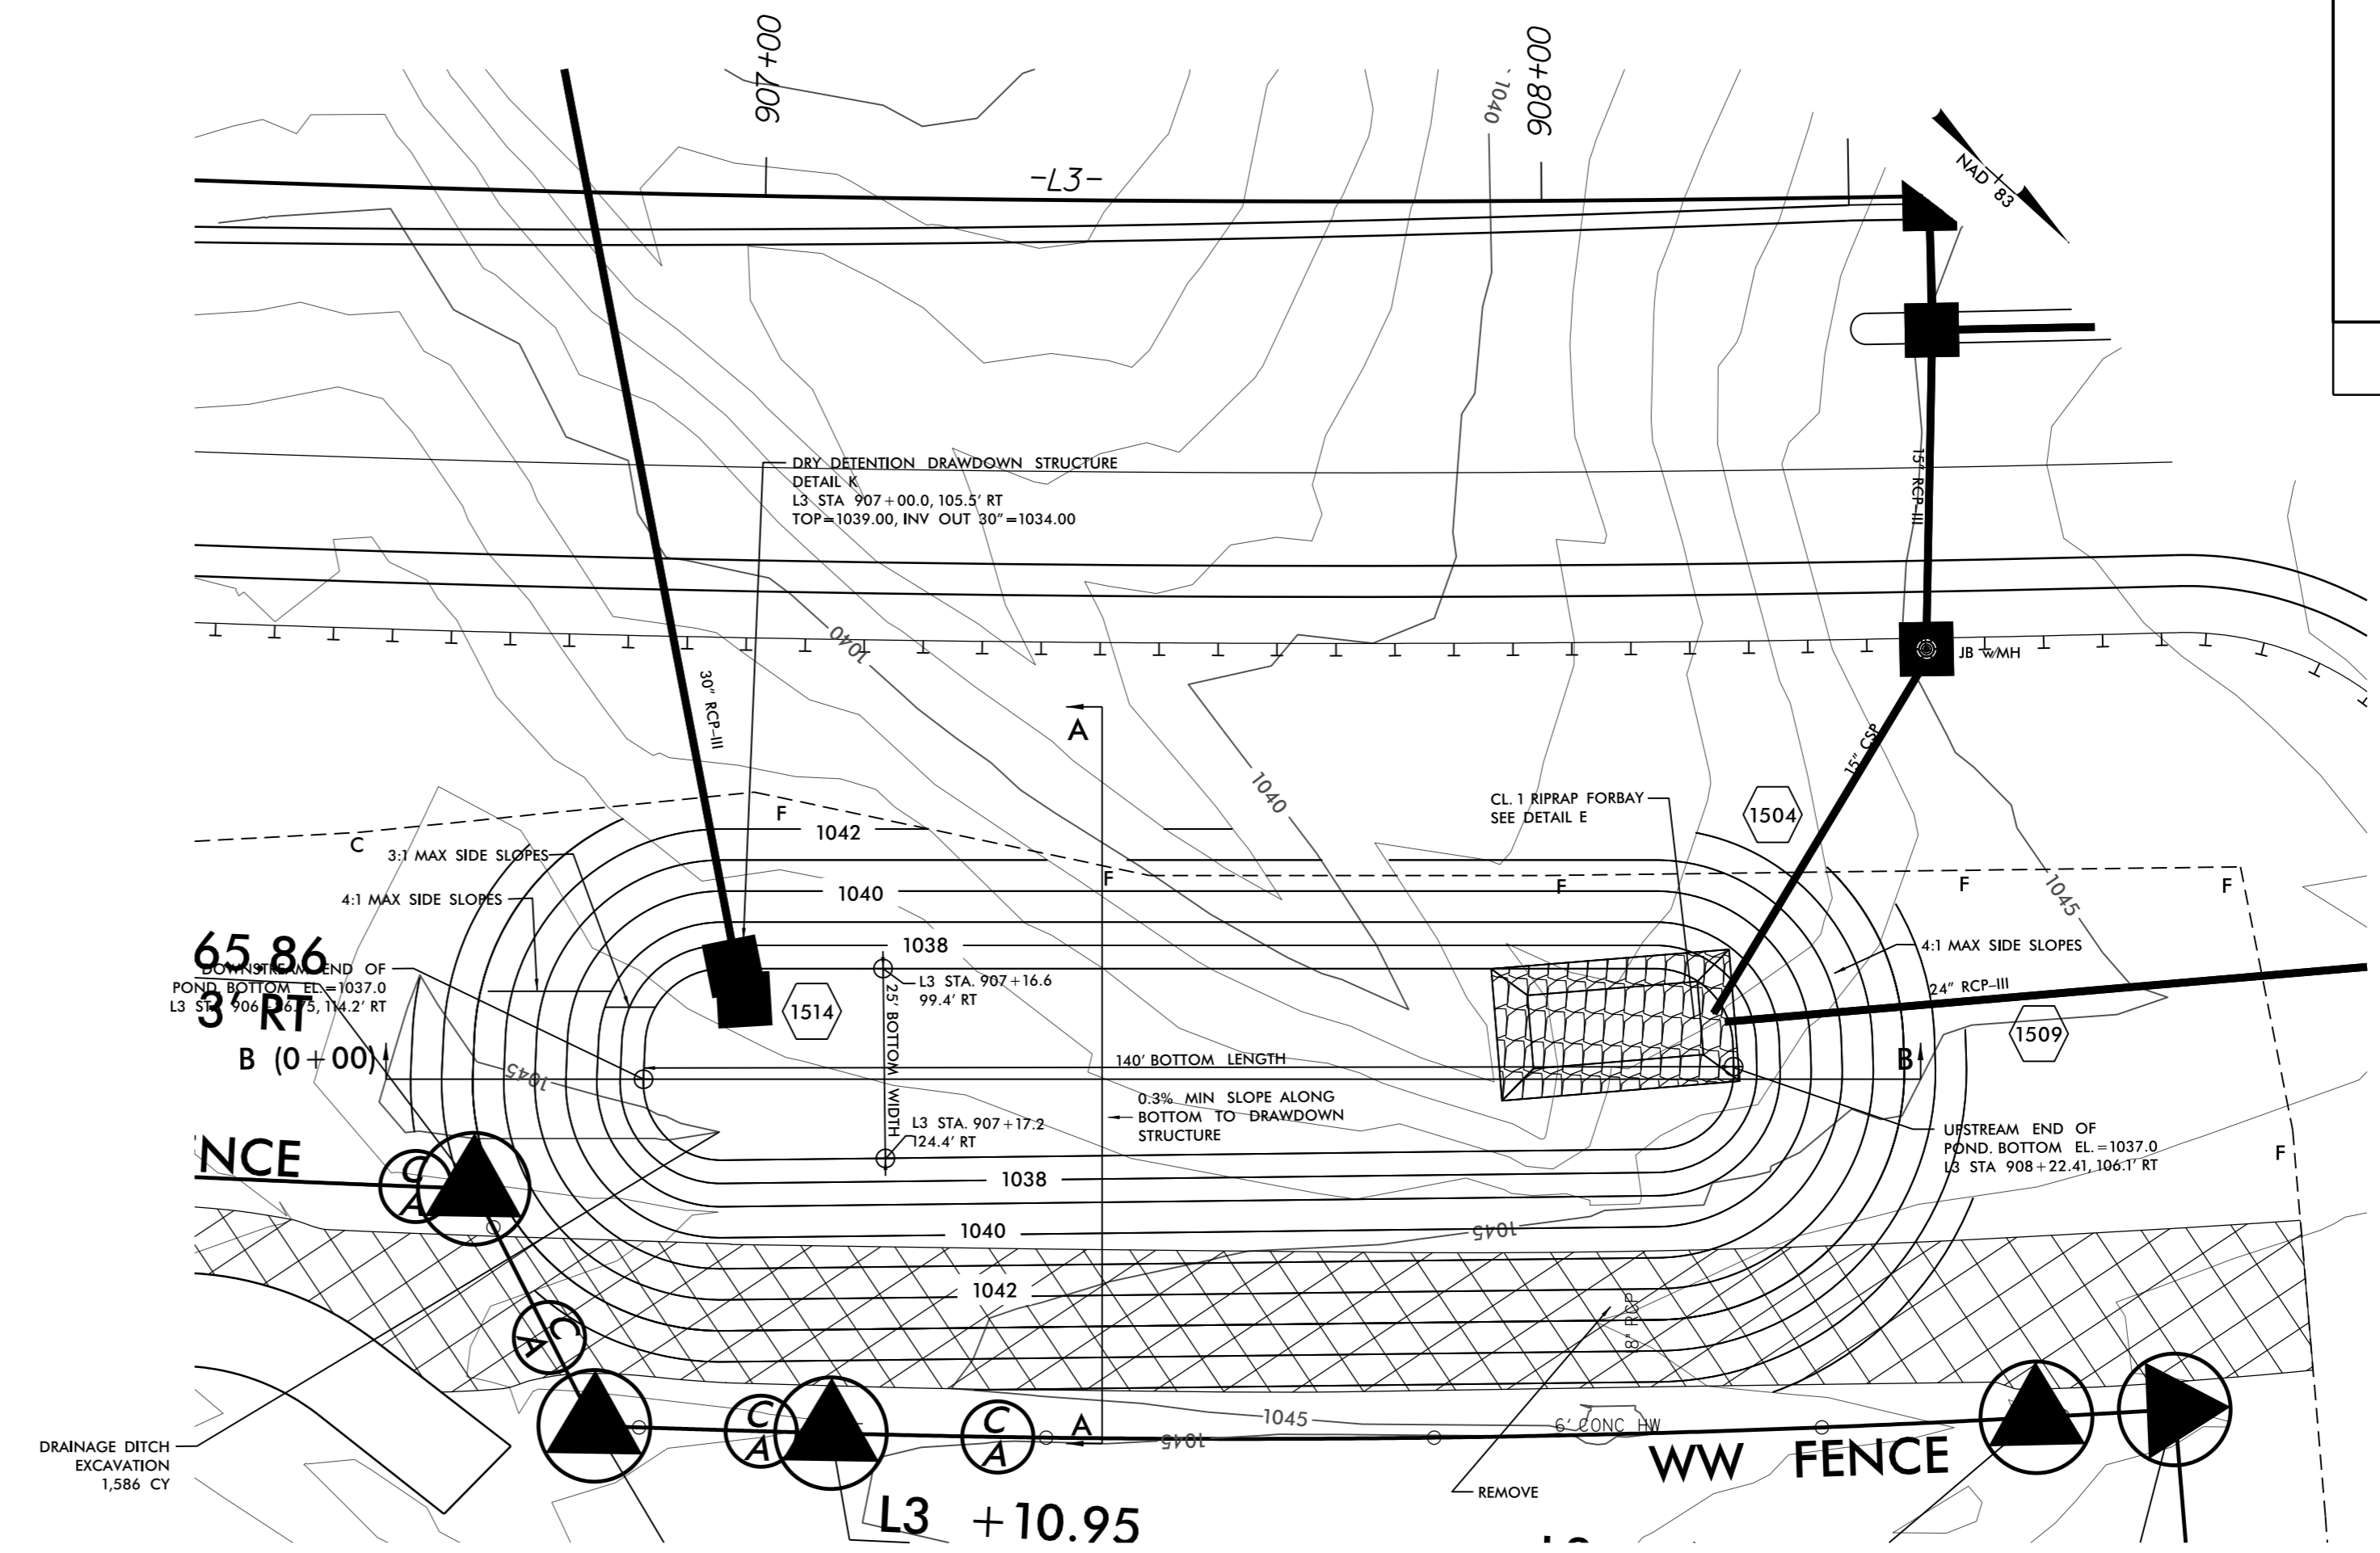 907+00
908+00
1040
-L3-
NAD 83
DRY DETENTION DRAWDOWN STRUCTURE
DETAIL K
L3 STA 907+00.0, 105.5' RT
TOP=1039.00, INV OUT 30"=1034.00
15" RCP-III
1040
30" RCP-III
JB w/MH
A
15" CSP
1040
CL. 1 RIPRAP FORBAY
SEE DETAIL E
1504
F
1042
C
3:1 MAX SIDE SLOPES
F
F
F
F
1040
1045
4:1 MAX SIDE SLOPES
65.86
3' RT
1038
4:1 MAX SIDE SLOPES
DOWNSTREAM END OF
POND. BOTTOM EL.=1037.0
L3 STA 906+86.75, 114.2' RT
L3 STA. 907+16.6
99.4' RT
24" RCP-III
1514
25' BOTTOM WIDTH
1509
B (0+00)
140' BOTTOM LENGTH
B
1045
0.3% MIN SLOPE ALONG
BOTTOM TO DRAWDOWN
STRUCTURE
L3 STA. 907+17.2
124.4' RT
UPSTREAM END OF
POND. BOTTOM EL.=1037.0
L3 STA 908+22.41, 106.1' RT
F
NCE
C
A
1038
1040
1045
1042
8" RCP
C
A
C
A
C
A
A
1045
1045
6' CONC HW
WW FENCE
DRAINAGE DITCH
EXCAVATION
1,586 CY
REMOVE
L3 +10.95